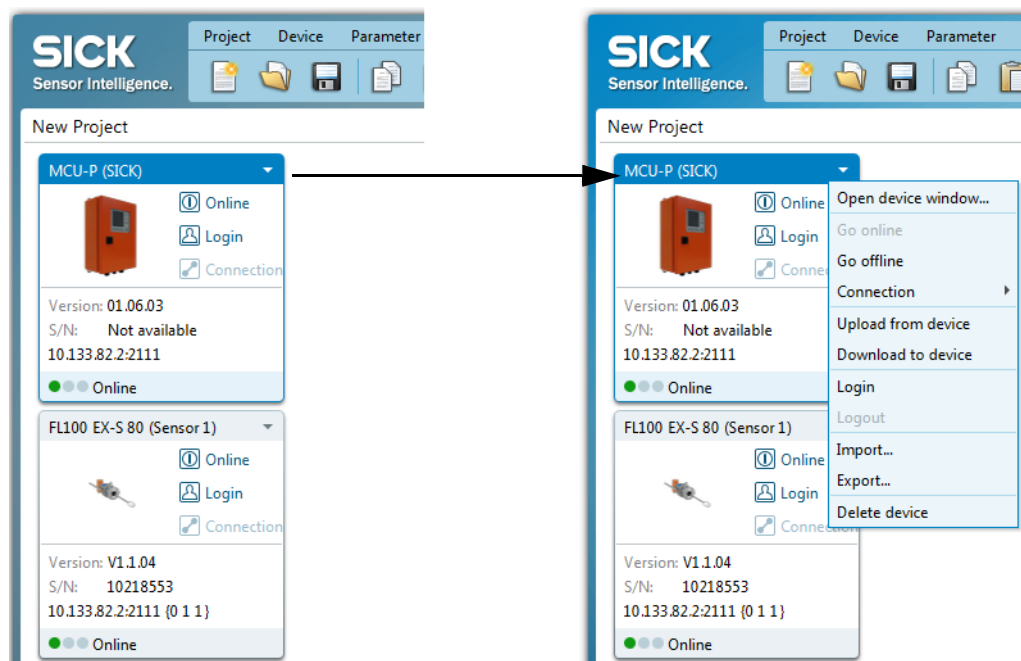 SICK
Sensor Intelligence.
Project Device Parameter
New Project
MCU-P (SICK)
Online
Login
Connection
Version: 01.06.03
S/N: Not available
10.133.82.2:2111
Online
FL100 EX-S 80 (Sensor 1)
Online
Login
Connection
Version: V1.1.04
S/N: 10218553
10.133.82.2:2111 {0 1 1}
Online
SICK
Sensor Intelligence.
Project Device Parameter
New Project
MCU-P (SICK)
Online
Login
Connec
Version: 01.06.03
S/N: Not available
10.133.82.2:2111
Online
Open device window...
Go online
Go offline
Connection
Upload from device
Download to device
Login
Logout
Import...
Export...
Delete device
FL100 EX-S 80 (Sensor 1)
Online
Login
Connection
Version: V1.1.04
S/N: 10218553
10.133.82.2:2111 {0 1 1}
Online